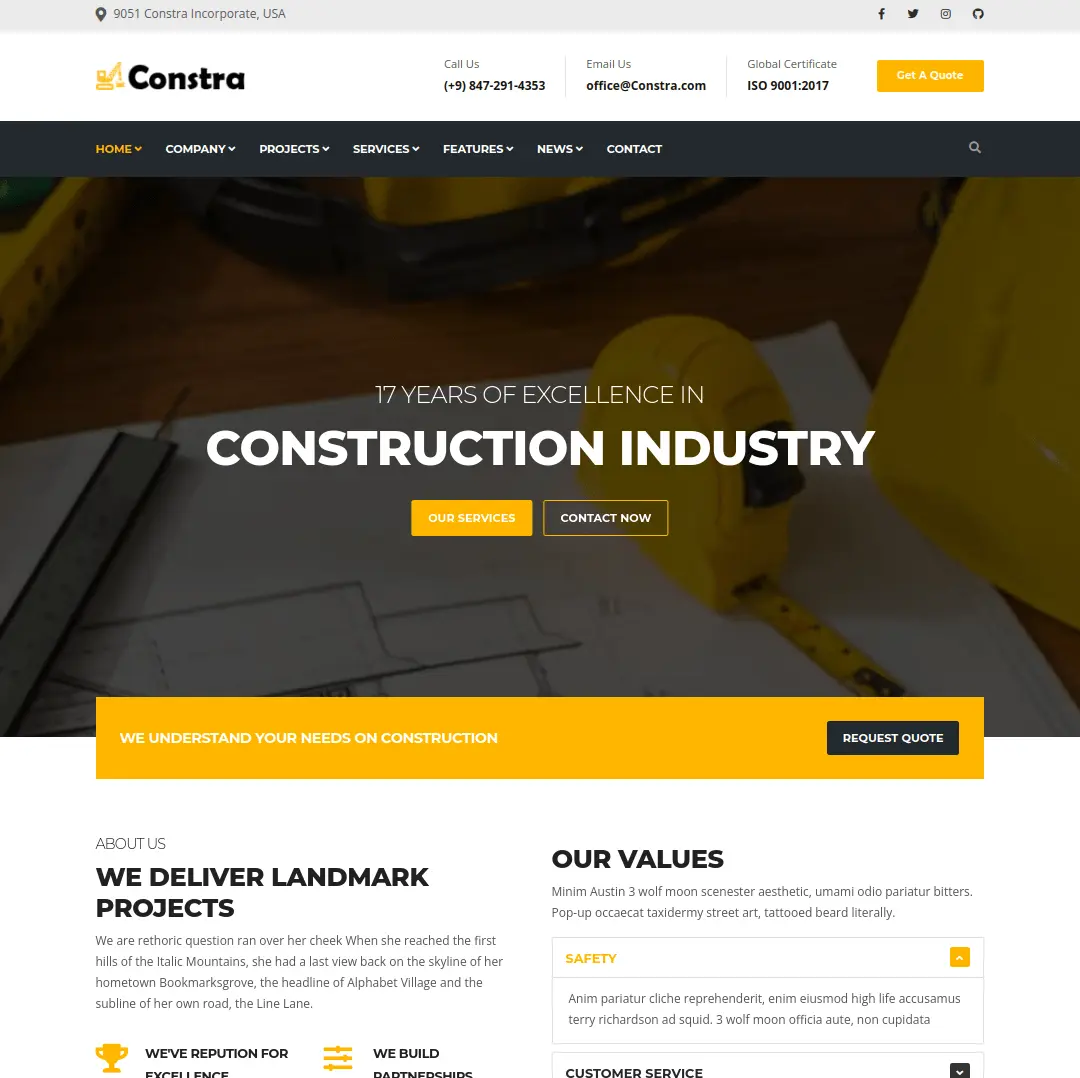 9051 Constra Incorporate, USA
Constra
Call Us
(+9) 847-291-4353
Email Us
office@Constra.com
Global Certificate
ISO 9001:2017
Get A Quote
HOME
COMPANY
PROJECTS
SERVICES
FEATURES
NEWS
CONTACT
17 YEARS OF EXCELLENCE IN
CONSTRUCTION INDUSTRY
OUR SERVICES
CONTACT NOW
WE UNDERSTAND YOUR NEEDS ON CONSTRUCTION
REQUEST QUOTE
ABOUT US
WE DELIVER LANDMARK
PROJECTS
We are rethoric question ran over her cheek When she reached the first
hills of the Italic Mountains, she had a last view back on the skyline of her
hometown Bookmarksgrove, the headline of Alphabet Village and the
subline of her own road, the Line Lane.
WE'VE REPUTION FOR
EXCELLENCE
WE BUILD
PARTNERSHIPS
OUR VALUES
Minim Austin 3 wolf moon scenester aesthetic, umami odio pariatur bitters.
Pop-up occaecat taxidermy street art, tattooed beard literally.
SAFETY
Anim pariatur cliche reprehenderit, enim eiusmod high life accusamus
terry richardson ad squid. 3 wolf moon officia aute, non cupidata
CUSTOMER SERVICE